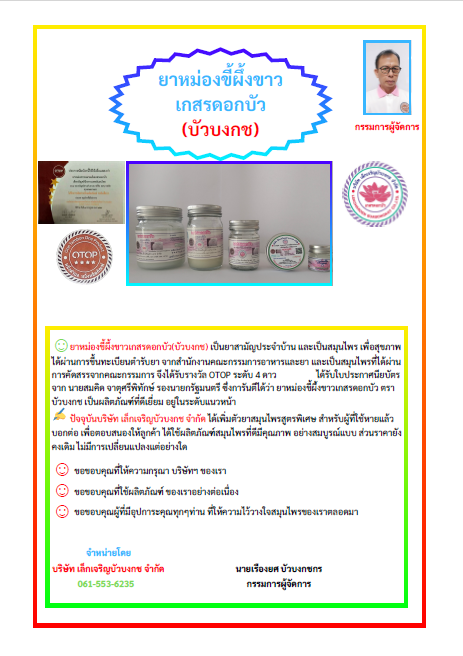 ยาหม่องขี้ผึ้งขาว
เกสรดอกบัว
(บัวบงกช)
กรรมการผู้จัดการ
OTOP
ยาหม่องขี้ผึ้งขาวเกสรดอกบัว(บัวบงกช) เป็นยาสามัญประจำบ้าน และเป็นสมุนไพร เพื่อสุขภาพ
ได้ผ่านการขึ้นทะเบียนตำรับยา จากสำนักงานคณะกรรมการอาหารและยา และเป็นสมุนไพรที่ได้ผ่าน
การคัดสรรจากคณะกรรมการ จึงได้รับรางวัล OTOP ระดับ 4 ดาว ได้รับใบประกาศนียบัตร
จาก นายสมคิด จาตุศรีพิทักษ์ รองนายกรัฐมนตรี ซึ่งการันตีได้ว่า ยาหม่องขี้ผึ้งขาวเกสรดอกบัว ตรา
บัวบงกช เป็นผลิตภัณฑ์ที่ดีเยี่ยม อยู่ในระดับแนวหน้า
ปัจจุบันบริษัท เล็กเจริญบัวบงกช จำกัด ได้เพิ่มตัวยาสมุนไพรสูตรพิเศษ สำหรับผู้ที่ใช้หายแล้ว
บอกต่อ เพื่อตอบสนองให้ลูกค้า ได้ใช้ผลิตภัณฑ์สมุนไพรที่ดีมีคุณภาพ อย่างสมบูรณ์แบบ ส่วนราคายัง
คงเดิม ไม่มีการเปลี่ยนแปลงแต่อย่างใด
ขอขอบคุณที่ให้ความกรุณา บริษัทฯ ของเรา
ขอขอบคุณที่ใช้ผลิตภัณฑ์ ของเราอย่างต่อเนื่อง
ขอขอบคุณผู้ที่มีอุปการะคุณทุกๆท่าน ที่ให้ความไว้วางใจสมุนไพรของเราตลอดมา
จำหน่ายโดย
บริษัท เล็กเจริญบัวบงกช จำกัด
นายเรืองยศ บัวบงกชกร
061-553-6235
กรรมการผู้จัดการ